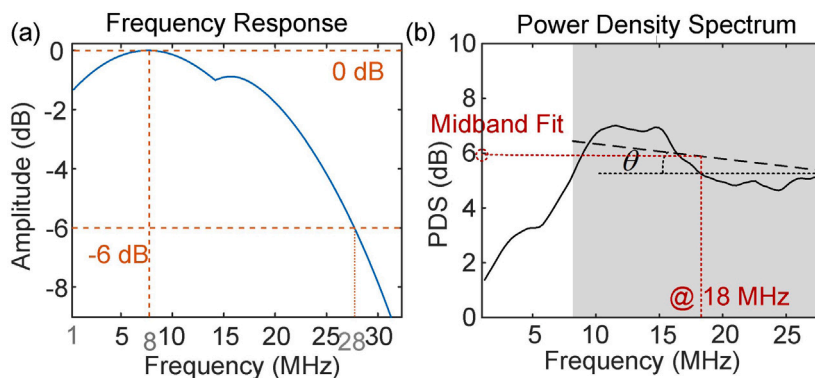 (a) Frequency Response
0
-2
-4
-6
-8
Amplitude (dB)
0 dB
-6 dB
1 5 8 10 15 20 25 28 30
Frequency (MHz)
(b) Power Density Spectrum
10
8
6
4
2
0
PDS (dB)
Midband Fit
θ
@ 18 MHz
5 10 15 20 25
Frequency (MHz)